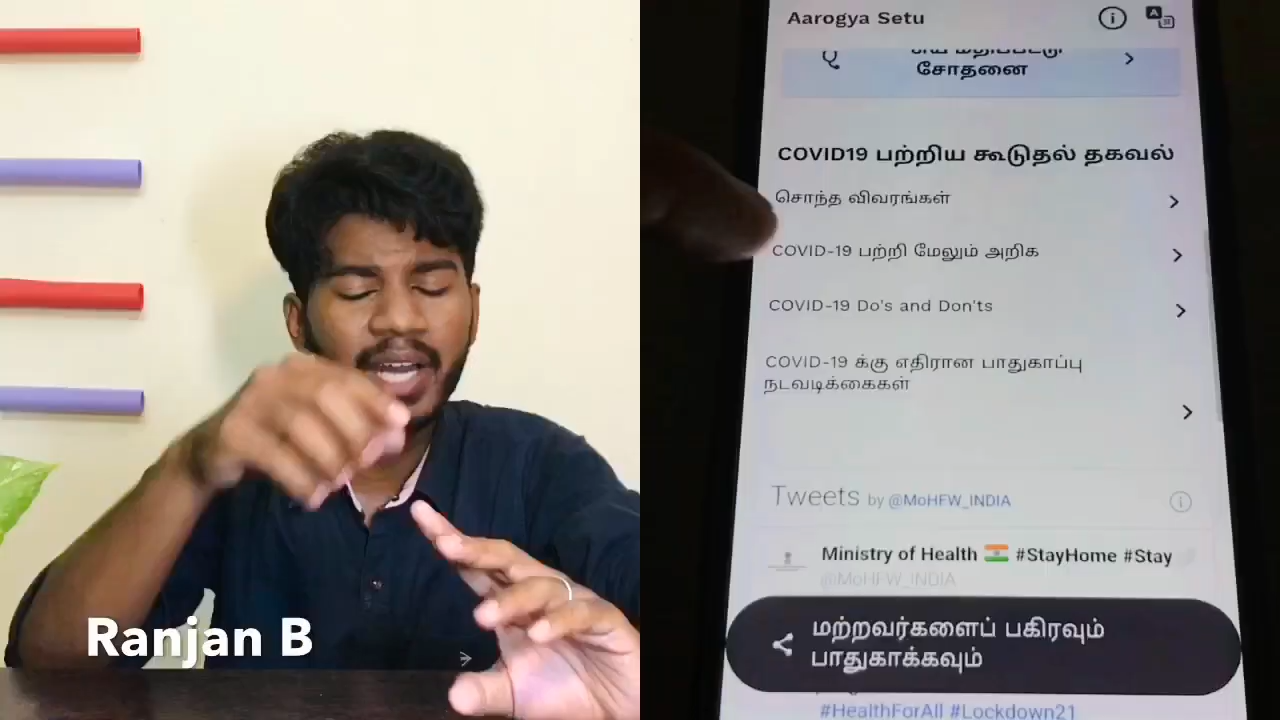 Ranjan B
Aarogya Setu
சோதனை
COVID19 பற்றிய கூடுதல் தகவல்
சொந்த விவரங்கள்
COVID-19 பற்றி மேலும் அறிக
COVID-19 Do's and Don'ts
COVID-19 க்கு எதிரான பாதுகாப்பு
நடவடிக்கைகள்
Tweets by @MoHFW_INDIA
Ministry of Health #StayHome #Stay
@MoHFW_INDIA
மற்றவர்களைப் பகிரவும்
பாதுகாக்கவும்
#HealthForAll #Lockdown21